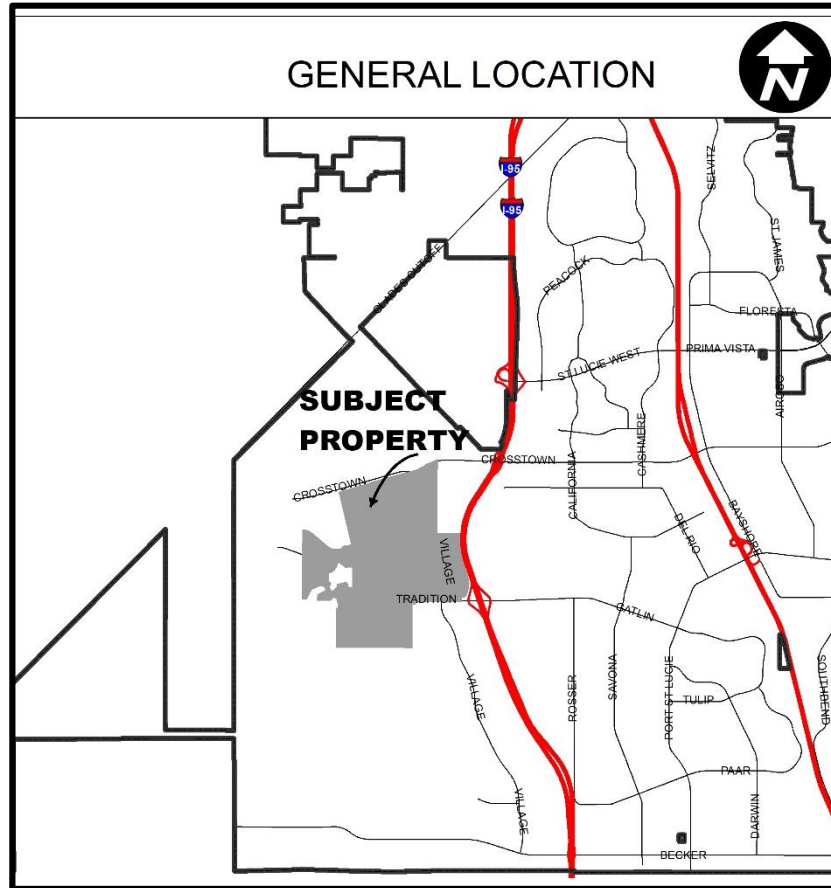 GENERAL LOCATION
N
I-95
I-95
SELVITZ
ST JAMES
GLADES CUTOFF
PEACOCK
FLORESTA
PRIMA VISTA
ST LUCIE WEST
AIROSO
SUBJECT
PROPERTY
CASHMERE
CROSSTOWN
CALIFORNIA
CROSSTOWN
BAYSHORE
DEL RIO
VILLAGE
TRADITION
GATLIN
SOUTHBEND
VILLAGE
ROSSER
SAVONA
PORT ST LUCIE
TULIP
PAAR
DARWIN
VILLAGE
BECKER